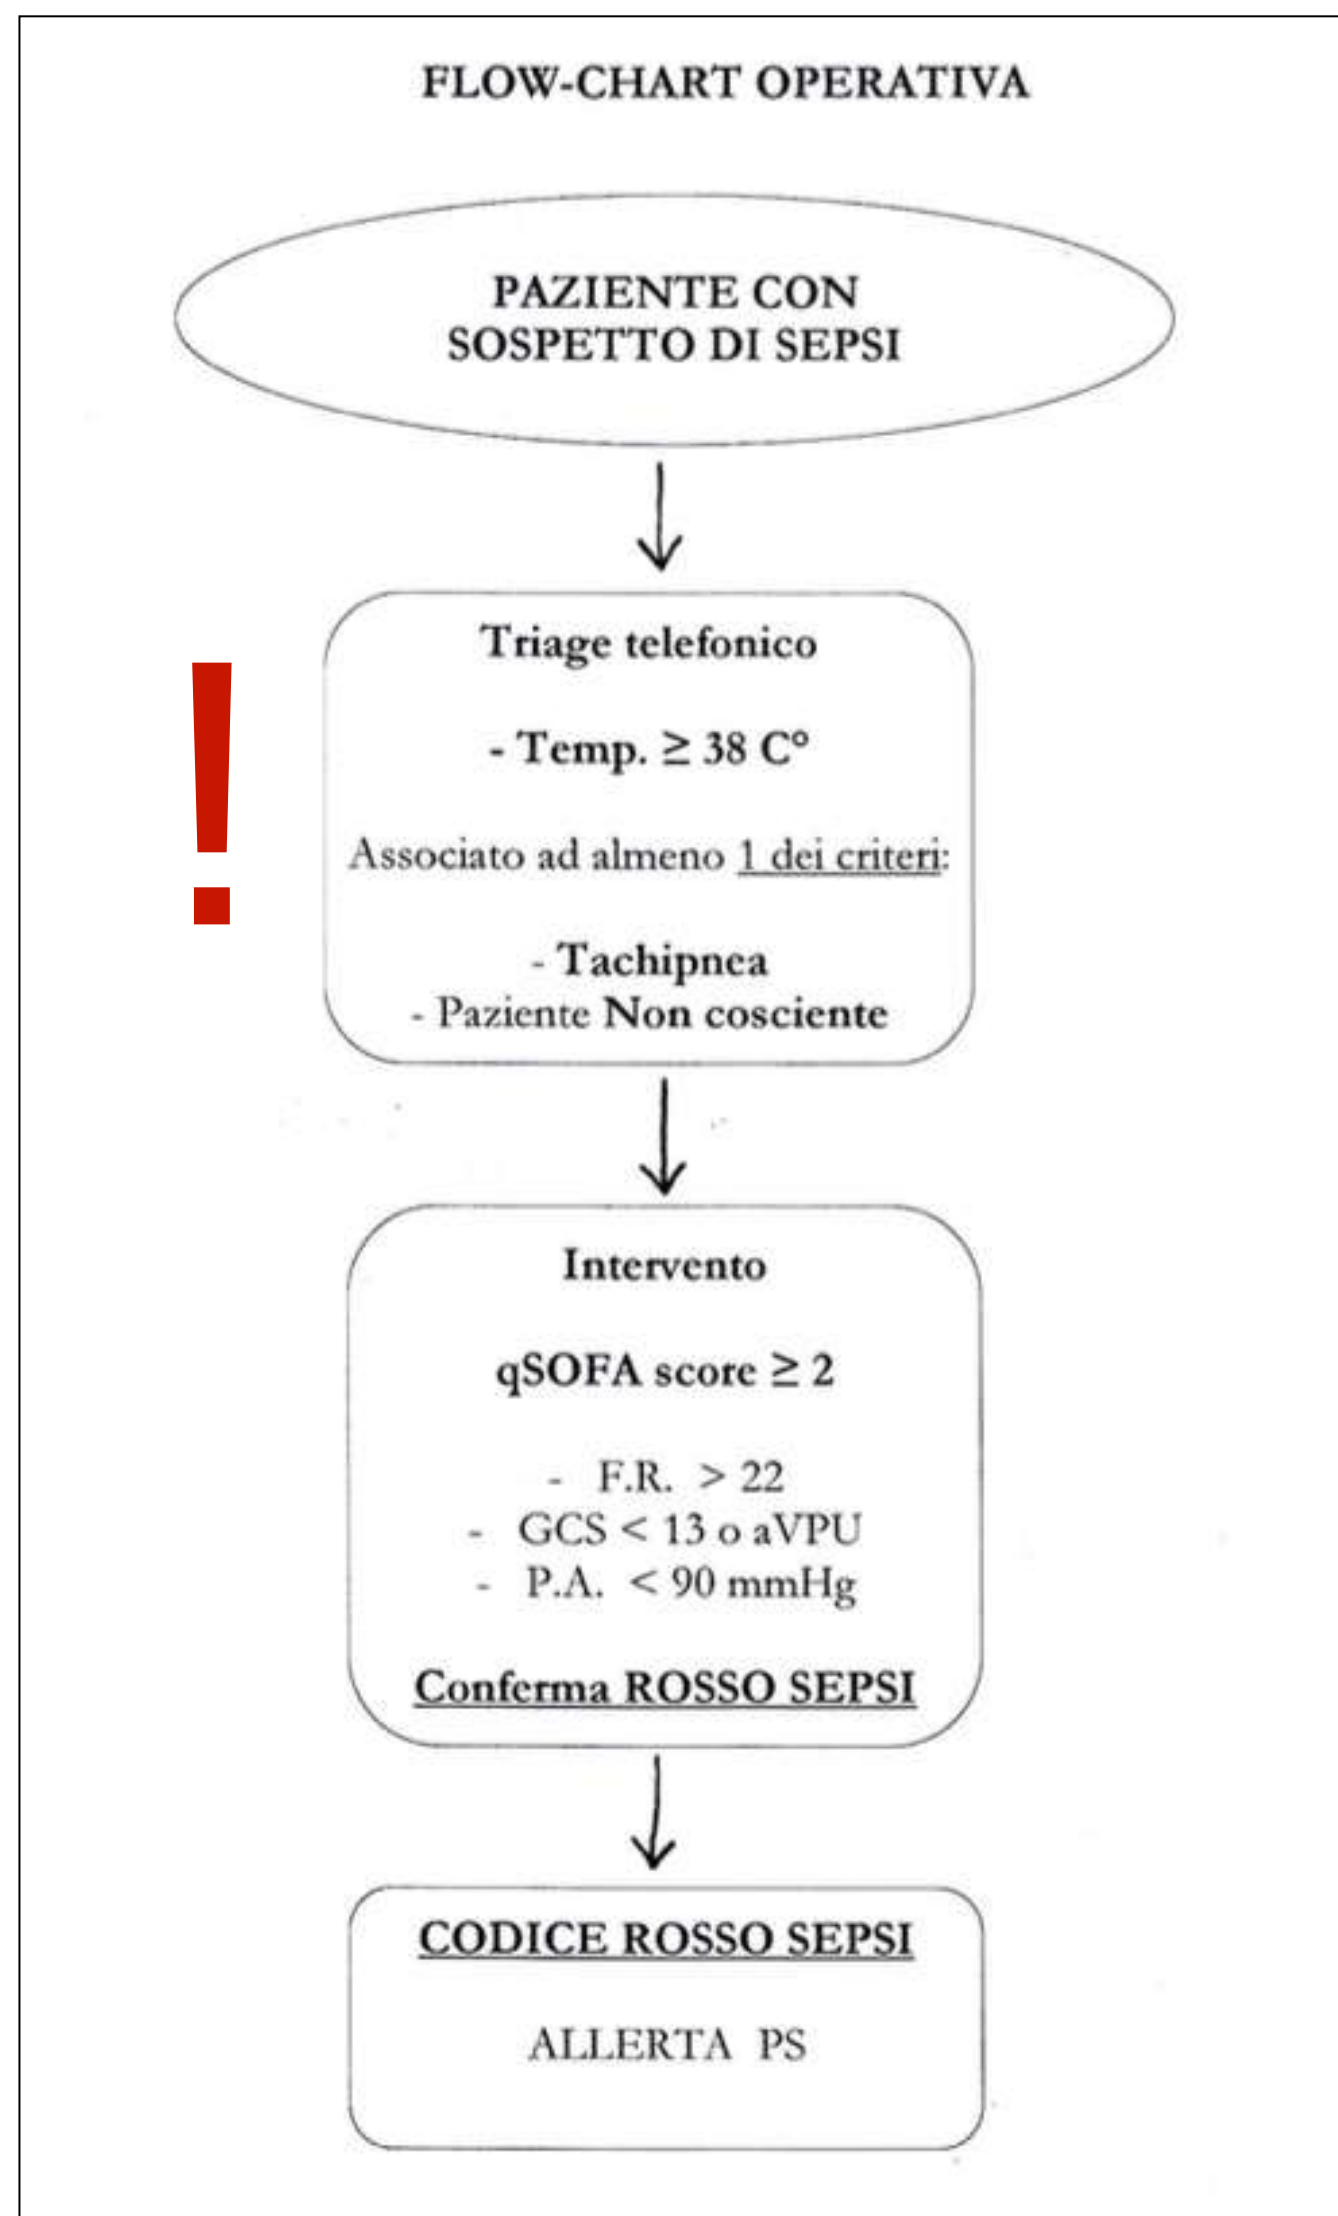 FLOW-CHART OPERATIVA
PAZIENTE CON
SOSPETTO DI SEPSI
!
Triage telefonico
- Temp. ≥ 38 C°
Associato ad almeno 1 dei criteri:
- Tachipnea
- Paziente Non cosciente
Intervento
qSOFA score ≥ 2
- F.R. > 22
- GCS < 13 o aVPU
- P.A. < 90 mmHg
Conferma ROSSO SEPSI
CODICE ROSSO SEPSI
ALLERTA PS